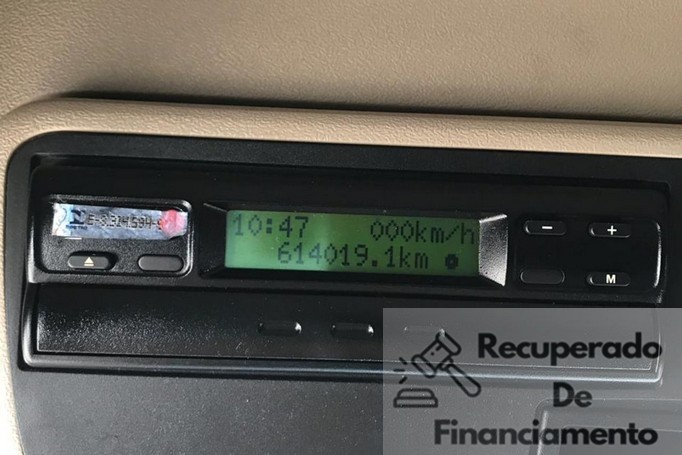 10:47 000km/h
614019.1km
- +
M
Recuperado
De
Financiamento